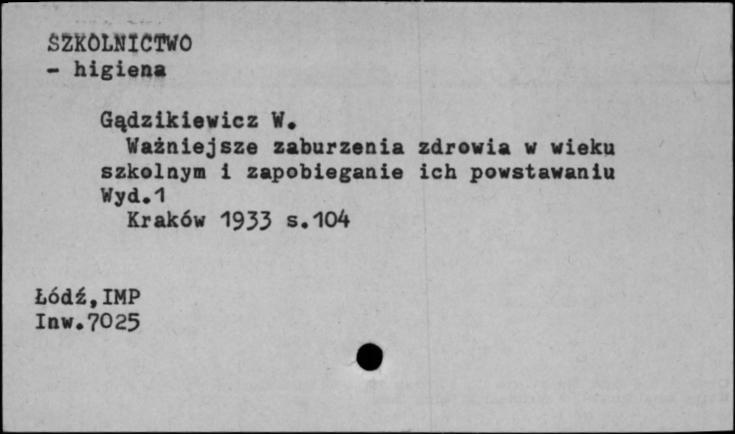 SZKOLNICTWO
- higiena
Gądzikiewicz W.
Ważniejsze zaburzenia zdrowia w wieku
szkolnym i zapobieganie ich powstawaniu
Wyd.1
Kraków 1933 s.104
Łódź,IMP
Inw.7025